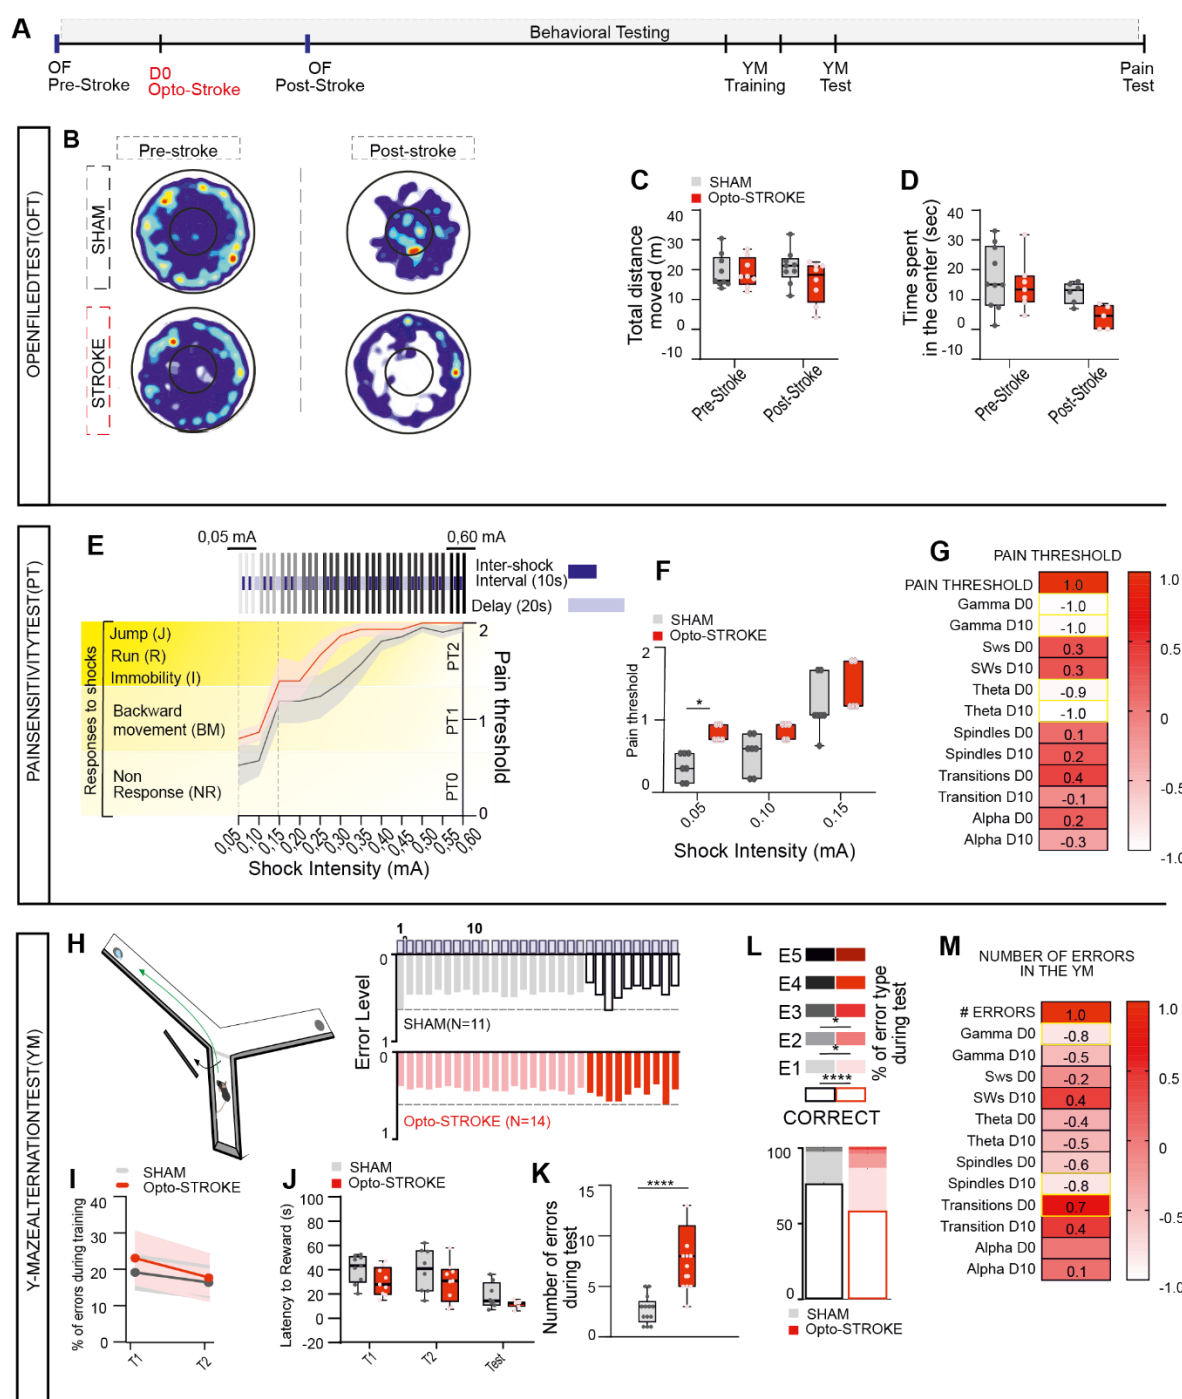 A
Behavioral Testing
OF
Pre-Stroke
D0
Opto-Stroke
OF
Post-Stroke
YM
Training
YM
Test
Pain
Test
OPENFILEDTEST(OFT)
B
Pre-stroke
Post-stroke
SHAM
STROKE
C
SHAM
Opto-STROKE
Total distance
moved (m)
40
30
20
10
0
-10
Pre-Stroke
Post-Stroke
D
Time spent
in the center (sec)
40
30
20
10
0
-10
Pre-Stroke
Post-Stroke
PAINSENSITIVITYTEST(PT)
E
0,05 mA
0,60 mA
Inter-shock
Interval (10s)
Delay (20s)
Responses to shocks
Jump (J)
Run (R)
Immobility (I)
Backward
movement (BM)
Non
Response (NR)
PT2
PT1
PT0
2
1
0
Pain threshold
0,05
0,10
0,15
0,20
0,25
0,30
0,35
0,40
0,45
0,50
0,55
0,60
Shock Intensity (mA)
F
SHAM
Opto-STROKE
Pain threshold
2
1
0
*
0.05
0.10
0.15
Shock Intensity (mA)
G
PAIN THRESHOLD
PAIN THRESHOLD 1.0
Gamma D0 -1.0
Gamma D10 -1.0
Sws D0 0.3
SWs D10 0.3
Theta D0 -0.9
Theta D10 -1.0
Spindles D0 0.1
Spindles D10 0.2
Transitions D0 0.4
Transition D10 -0.1
Alpha D0 0.2
Alpha D10 -0.3
1.0
0.5
0
-0.5
-1.0
Y-MAZEALTERNATIONTEST(YM)
H
1
10
Error Level
0
SHAM(N=11)
1
0
Opto-STROKE (N=14)
1
I
SHAM
Opto-STROKE
% of errors during training
40
30
20
10
0
T1
T2
J
SHAM
Opto-STROKE
Latency to Reward (s)
100
80
60
40
20
0
-20
T1
T2
Test
K
Number of errors
during test
15
10
5
0
****
L
E5
E4
E3
*
E2
*
E1
****
CORRECT
% of error type
during test
100
50
0
SHAM
Opto-STROKE
M
NUMBER OF ERRORS
IN THE YM
# ERRORS 1.0
Gamma D0 -0.8
Gamma D10 -0.5
Sws D0 -0.2
SWs D10 0.4
Theta D0 -0.4
Theta D10 -0.5
Spindles D0 -0.6
Spindles D10 -0.8
Transitions D0 0.7
Transition D10 0.4
Alpha D0
Alpha D10 0.1
1.0
0.5
0
-0.5
-1.0